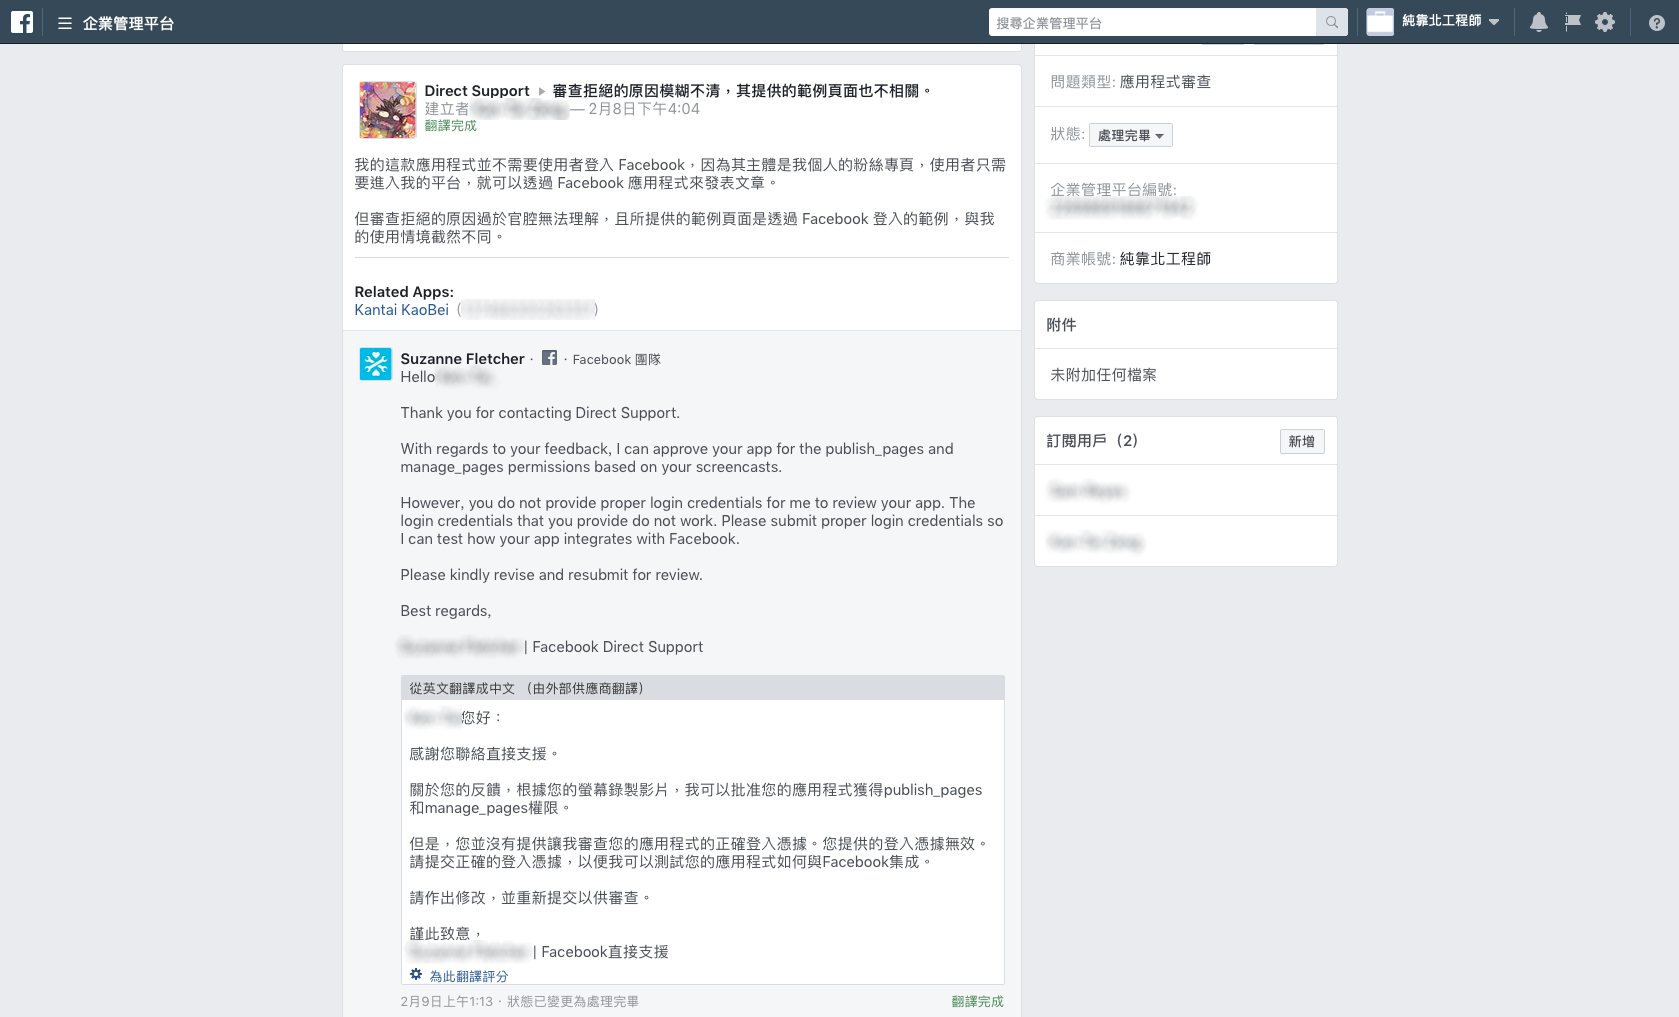 企業管理平台
搜尋企業管理平台
純靠北工程師
Direct Support ▸ 審查拒絕的原因模糊不清，其提供的範例頁面也不相關。
建立者 — 2月8日下午4:04
翻譯完成
我的這款應用程式並不需要使用者登入 Facebook，因為其主體是我個人的粉絲專頁，使用者只需
要進入我的平台，就可以透過 Facebook 應用程式來發表文章。
但審查拒絕的原因過於官腔無法理解，且所提供的範例頁面是透過 Facebook 登入的範例，與我
的使用情境截然不同。
Related Apps:
Kantai KaoBei（ ）
Suzanne Fletcher · · Facebook 團隊
Hello
Thank you for contacting Direct Support.
With regards to your feedback, I can approve your app for the publish_pages and
manage_pages permissions based on your screencasts.
However, you do not provide proper login credentials for me to review your app. The
login credentials that you provide do not work. Please submit proper login credentials so
I can test how your app integrates with Facebook.
Please kindly revise and resubmit for review.
Best regards,
| Facebook Direct Support
從英文翻譯成中文 （由外部供應商翻譯）
您好：
感謝您聯絡直接支援。
關於您的反饋，根據您的螢幕錄製影片，我可以批准您的應用程式獲得publish_pages
和manage_pages權限。
但是，您並沒有提供讓我審查您的應用程式的正確登入憑據。您提供的登入憑據無效。
請提交正確的登入憑據，以便我可以測試您的應用程式如何與Facebook集成。
請作出修改，並重新提交以供審查。
謹此致意，
| Facebook直接支援
為此翻譯評分
2月9日上午1:13 · 狀態已變更為處理完畢
翻譯完成
問題類型: 應用程式審查
狀態: 處理完畢
企業管理平台編號:
商業帳號: 純靠北工程師
附件
未附加任何檔案
訂閱用戶（2）
新增